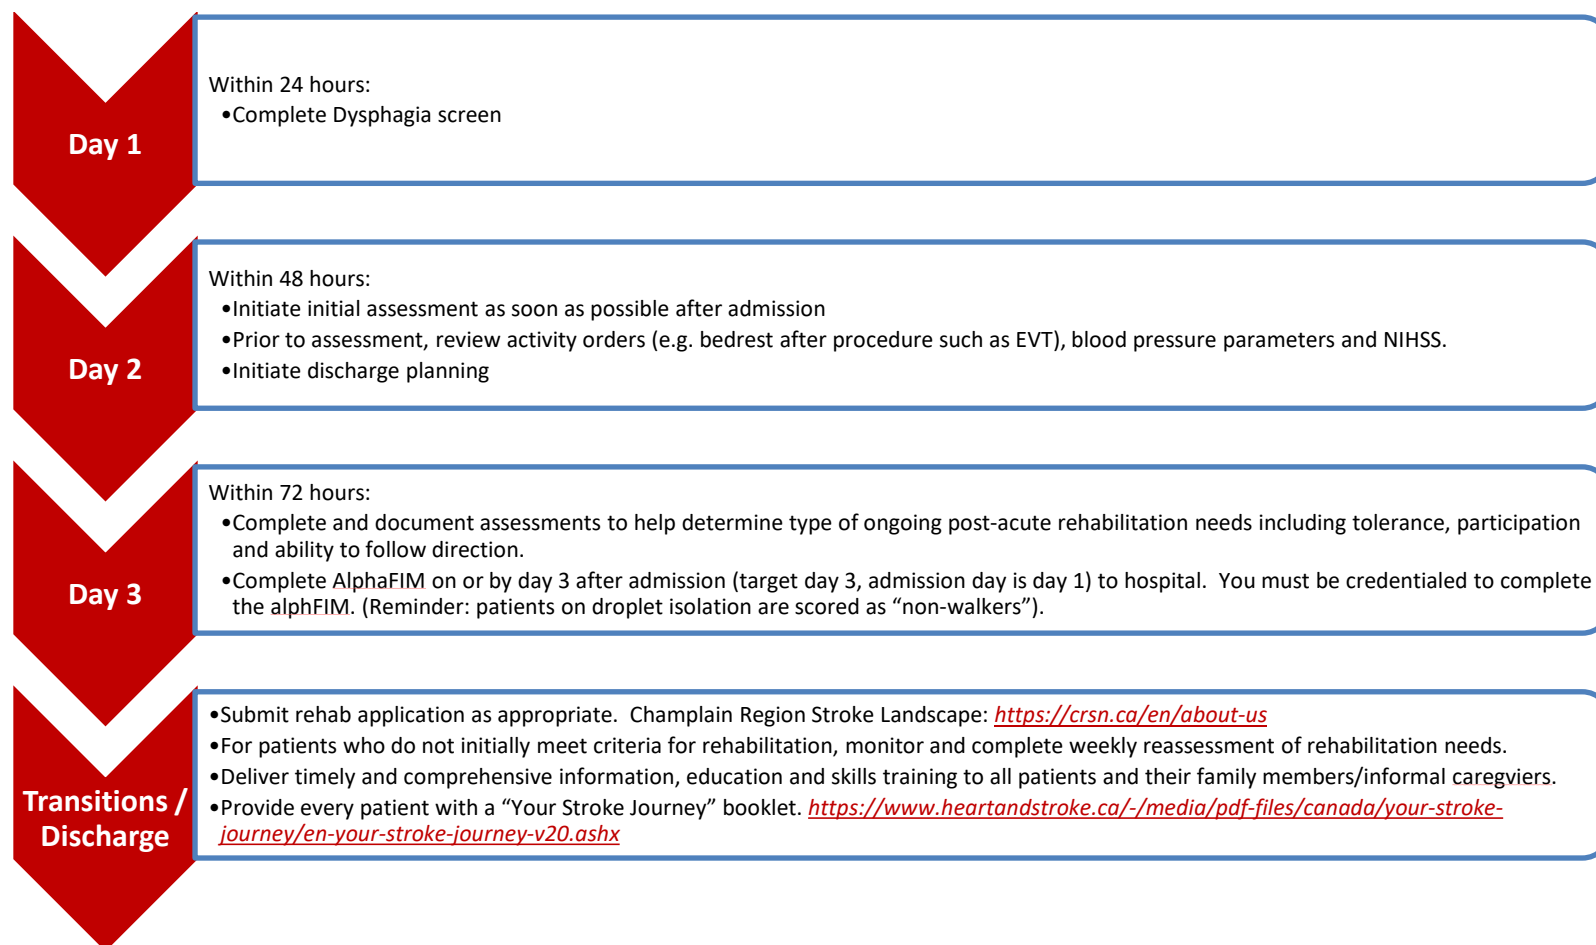 Day 1
Within 24 hours:
•Complete Dysphagia screen
Day 2
Within 48 hours:
•Initiate initial assessment as soon as possible after admission
•Prior to assessment, review activity orders (e.g. bedrest after procedure such as EVT), blood pressure parameters and NIHSS.
•Initiate discharge planning
Day 3
Within 72 hours:
•Complete and document assessments to help determine type of ongoing post-acute rehabilitation needs including tolerance, participation
and ability to follow direction.
•Complete AlphaFIM on or by day 3 after admission (target day 3, admission day is day 1) to hospital.  You must be credentialed to complete
the alphFIM. (Reminder: patients on droplet isolation are scored as “non-walkers”).
Transitions /
Discharge
•Submit rehab application as appropriate.  Champlain Region Stroke Landscape: https://crsn.ca/en/about-us
•For patients who do not initially meet criteria for rehabilitation, monitor and complete weekly reassessment of rehabilitation needs.
•Deliver timely and comprehensive information, education and skills training to all patients and their family members/informal caregviers.
•Provide every patient with a “Your Stroke Journey” booklet. https://www.heartandstroke.ca/-/media/pdf-files/canada/your-stroke-
journey/en-your-stroke-journey-v20.ashx